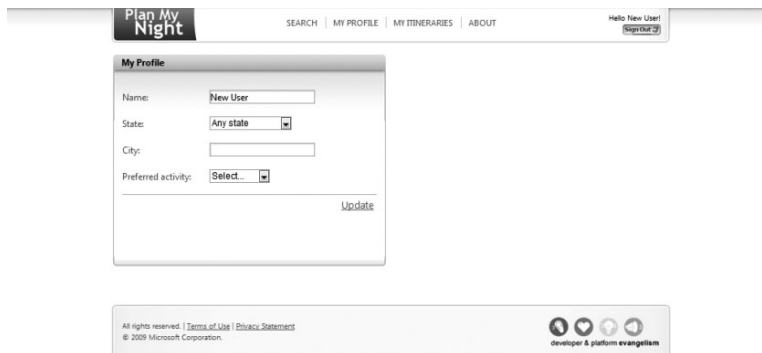 Plan My
Night
SEARCH | MY PROFILE | MY ITINERARIES | ABOUT
Hello New User!
Sign Out
My Profile
Name: New User
State: Any state
City:
Preferred activity: Select...
Update
All rights reserved. | Terms of Use | Privacy Statement
© 2009 Microsoft Corporation.
developer & platform evangelism